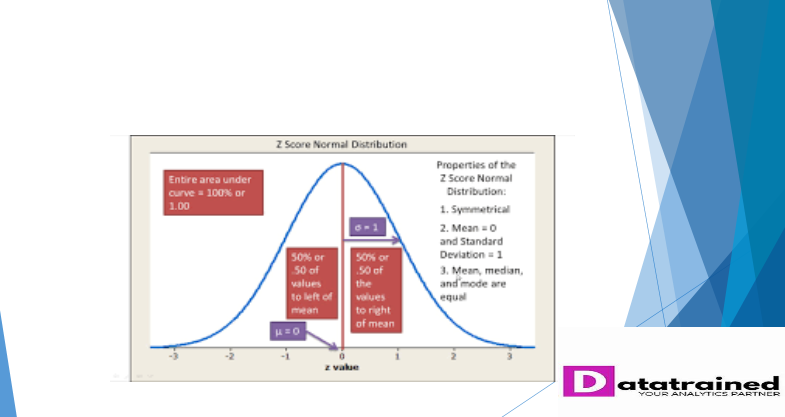 Z Score Normal Distribution
Entire area under
curve = 100% or
1.00
Properties of the
Z Score Normal
Distribution:
1. Symmetrical
2. Mean = 0
and Standard
Deviation = 1
3. Mean, median,
and mode are
equal
σ = 1
50% or
.50 of
values
to left of
mean
50% or
.50 of
the
values
to right
of mean
μ = 0
-3 -2 -1 0 1 2 3
z value
Datatrained
YOUR ANALYTICS PARTNER